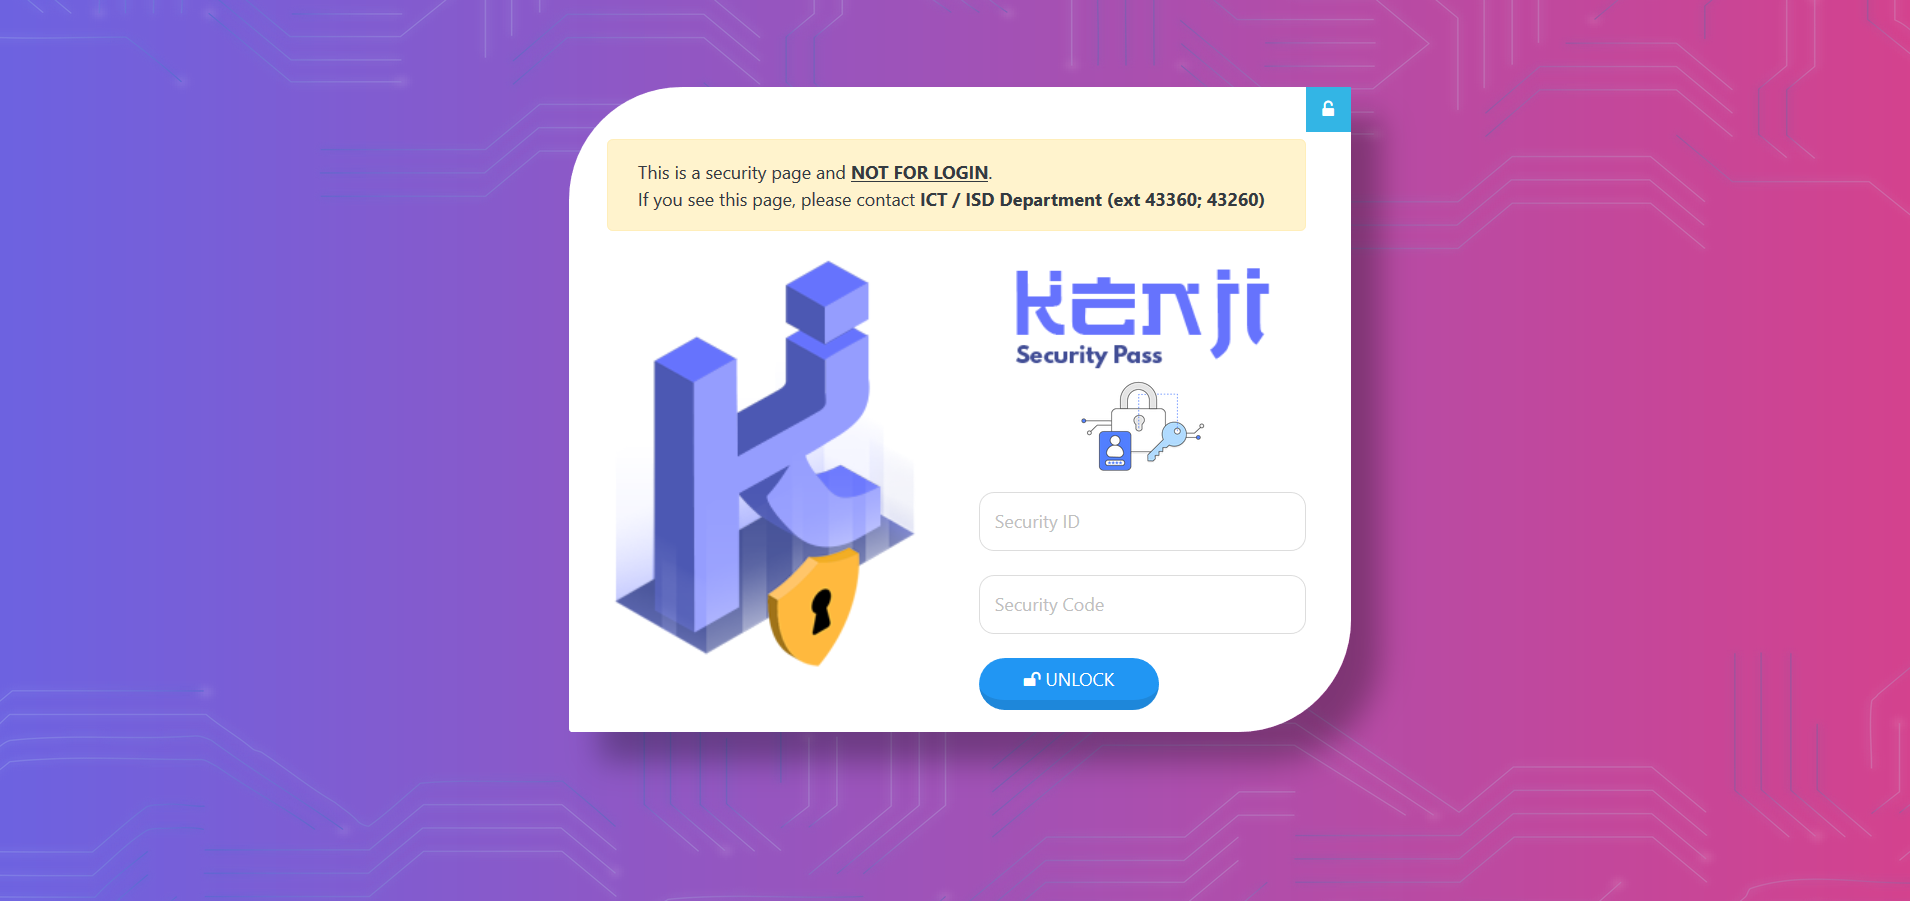 This is a security page and NOT FOR LOGIN.
If you see this page, please contact ICT / ISD Department (ext 43360; 43260)
kenji
Security Pass
Security ID
Security Code
UNLOCK